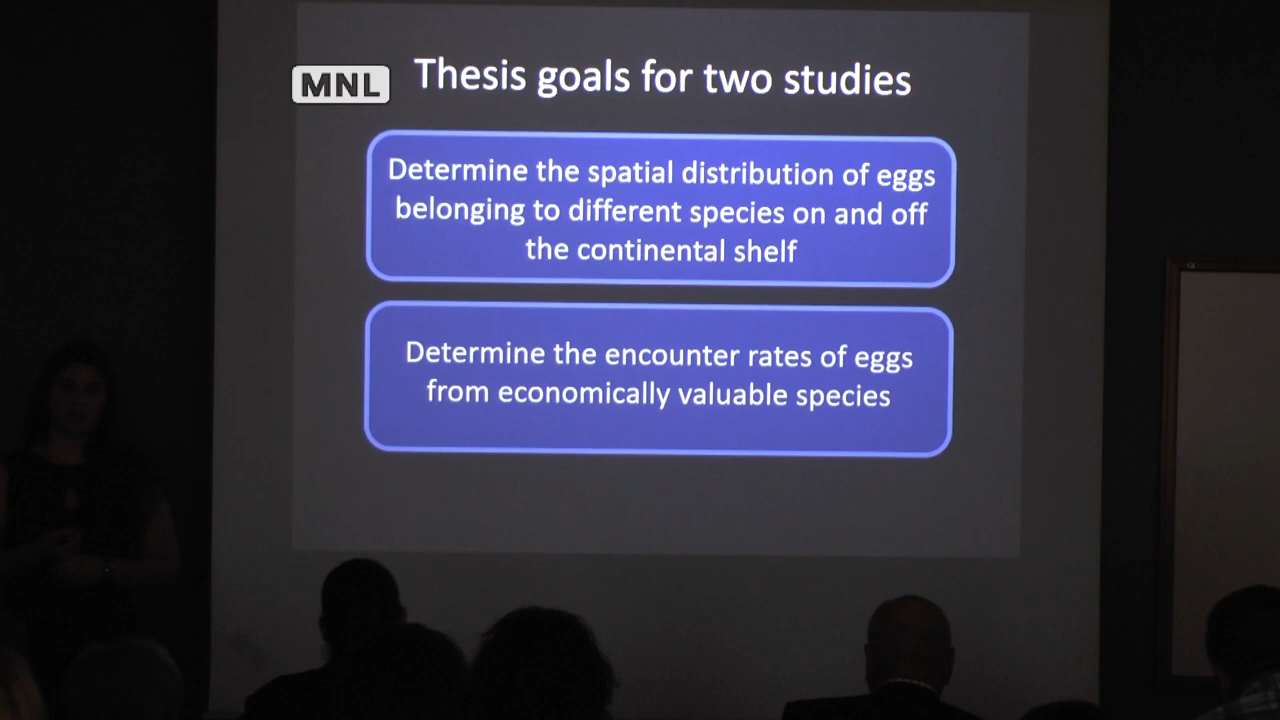 MNL
Thesis goals for two studies
Determine the spatial distribution of eggs
belonging to different species on and off
the continental shelf
Determine the encounter rates of eggs
from economically valuable species